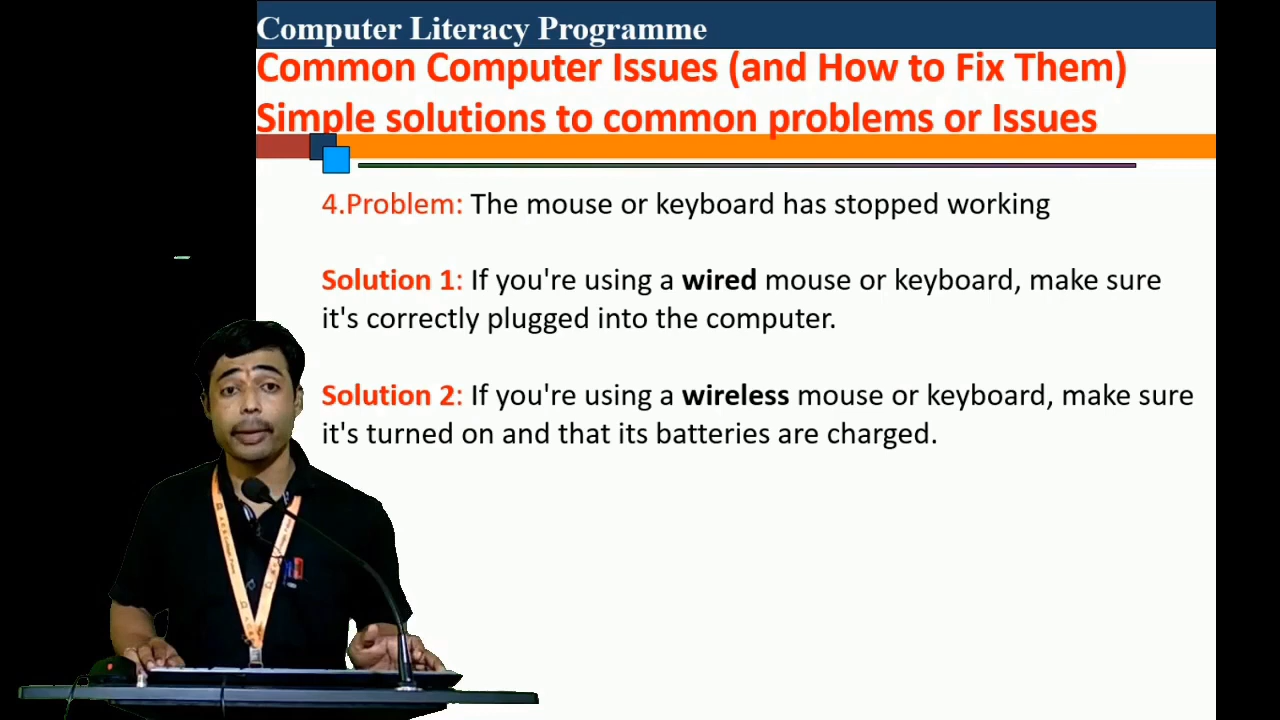 Computer Literacy Programme
Common Computer Issues (and How to Fix Them)
Simple solutions to common problems or Issues
4.Problem: The mouse or keyboard has stopped working
Solution 1: If you're using a wired mouse or keyboard, make sure
it's correctly plugged into the computer.
Solution 2: If you're using a wireless mouse or keyboard, make sure
it's turned on and that its batteries are charged.